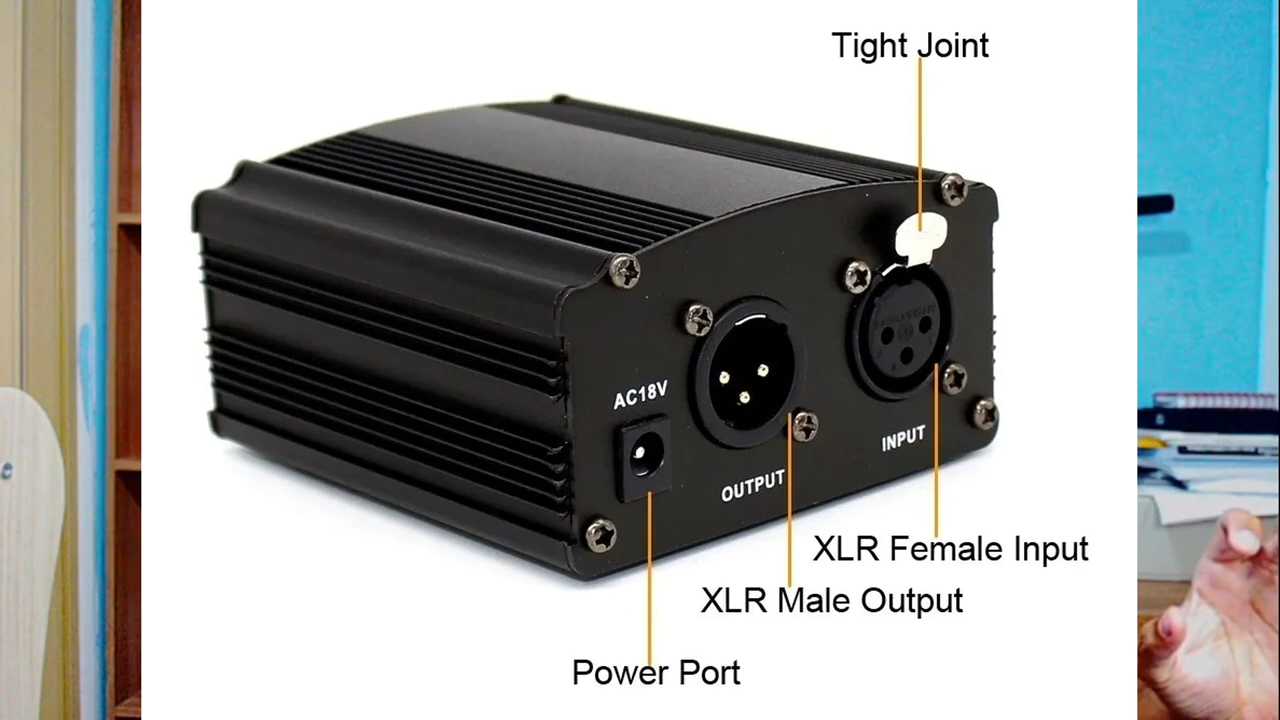 Tight Joint
AC18V
OUTPUT
INPUT
XLR Female Input
XLR Male Output
Power Port